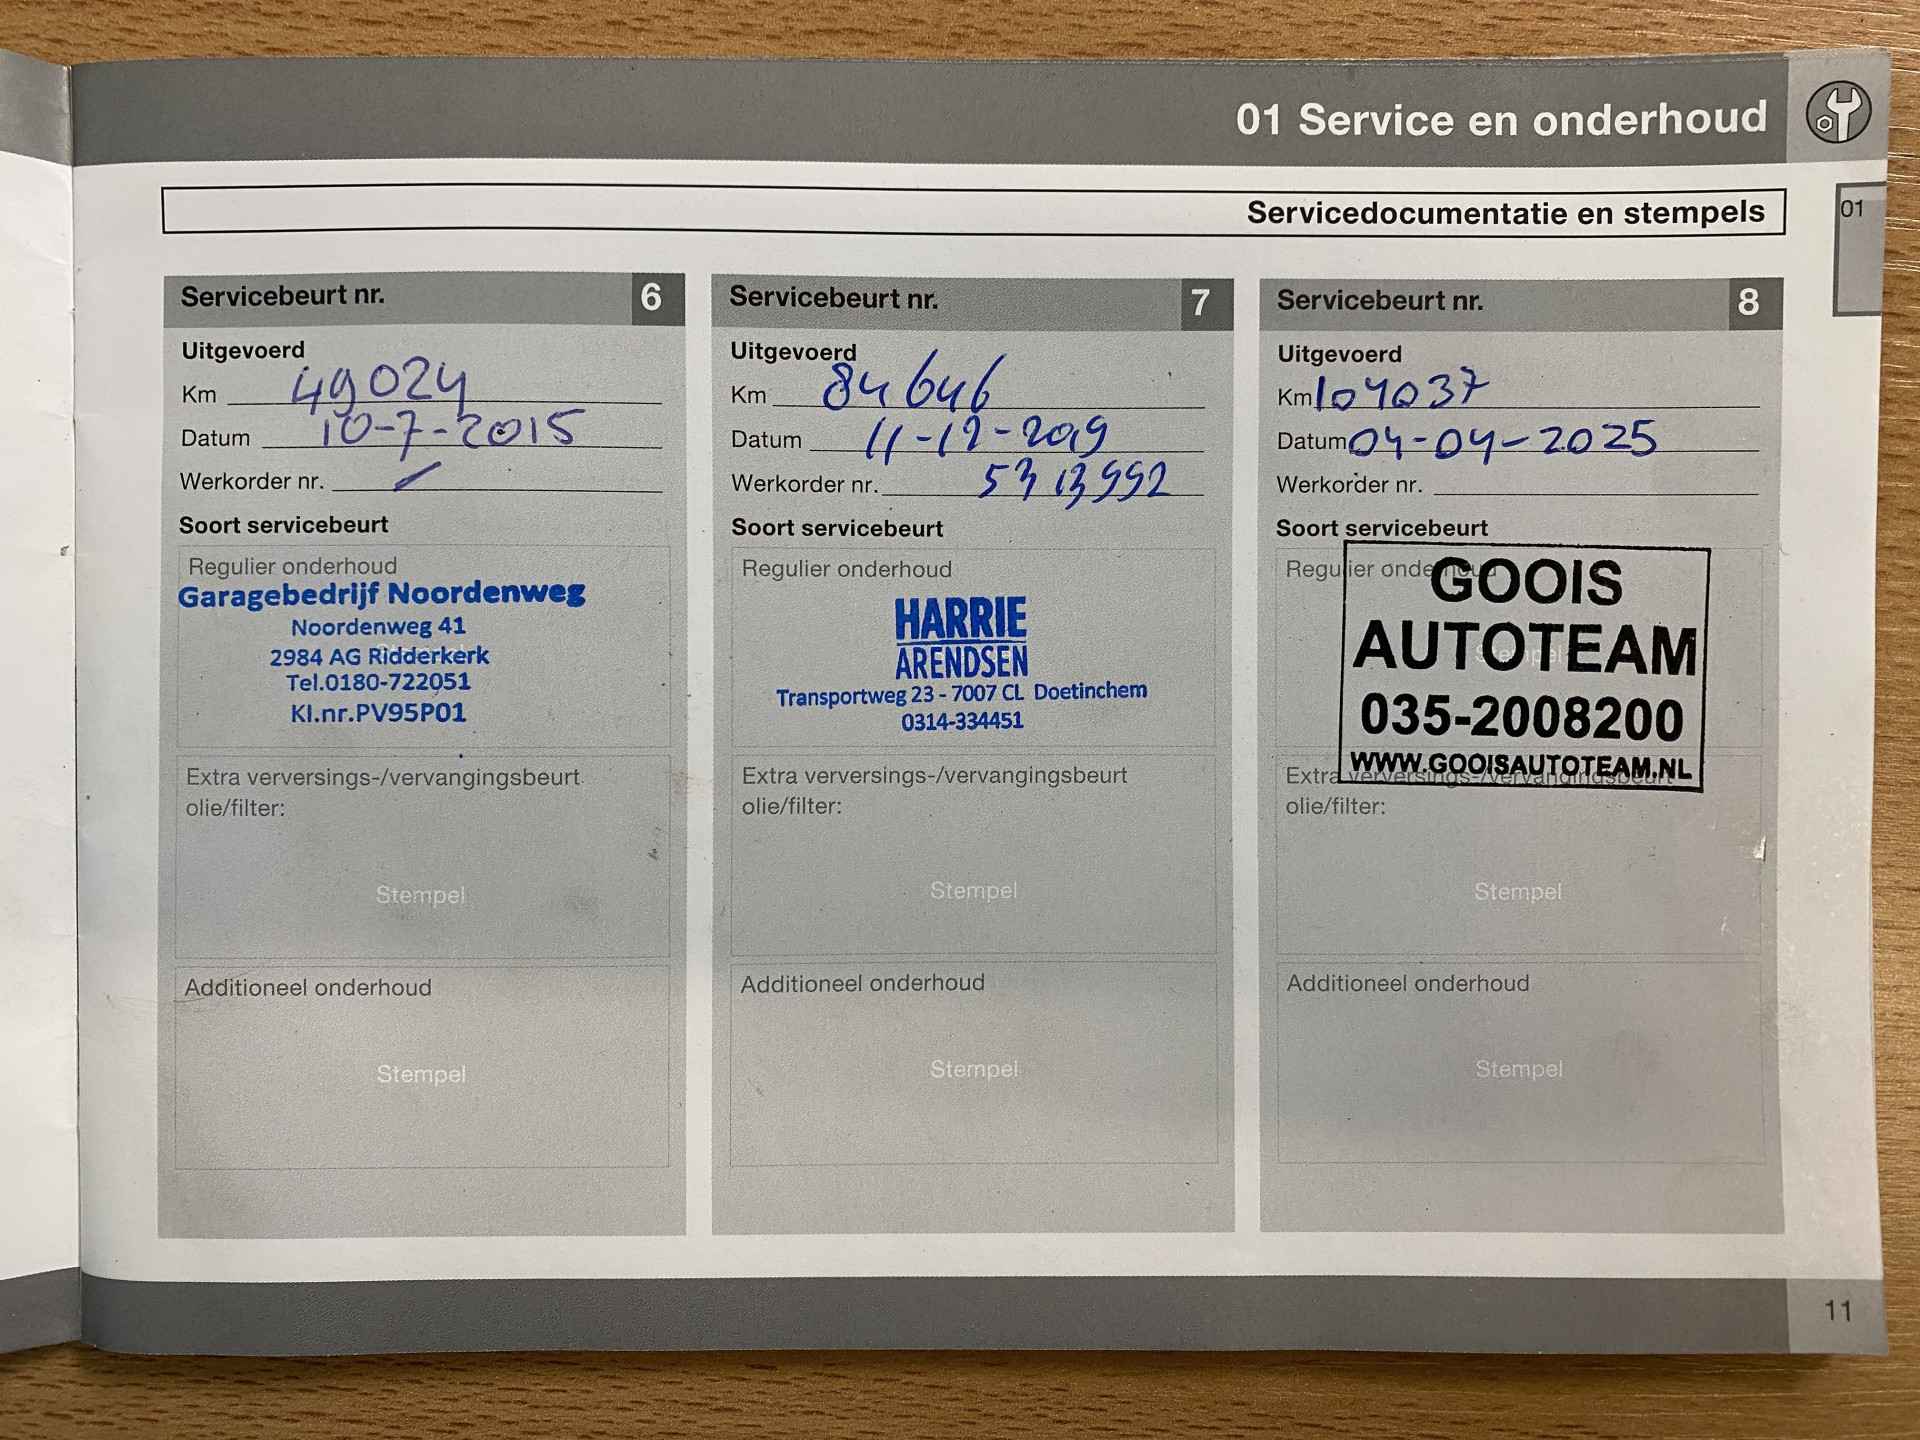 01 Service en onderhoud
Servicedocumentatie en stempels
01
Servicebeurt nr. 6
Uitgevoerd
Km 49024
Datum 10-7-2015
Werkorder nr. /
Soort servicebeurt
Regulier onderhoud
Garagebedrijf Noordenweg
Noordenweg 41
2984 AG Ridderkerk
Tel.0180-722051
Kl.nr.PV95P01
Extra verversings-/vervangingsbeurt
olie/filter:
Stempel
Additioneel onderhoud
Stempel
Servicebeurt nr. 7
Uitgevoerd
Km 84646
Datum 11-12-2019
Werkorder nr. 5313992
Soort servicebeurt
Regulier onderhoud
HARRIE
ARENDSEN
Transportweg 23 - 7007 CL Doetinchem
0314-334451
Extra verversings-/vervangingsbeurt
olie/filter:
Stempel
Additioneel onderhoud
Stempel
Servicebeurt nr. 8
Uitgevoerd
Km 104037
Datum 04-04-2025
Werkorder nr.
Soort servicebeurt
Regulier onderhoud
GOOIS
AUTOTEAM
Stempel
035-2008200
WWW.GOOISAUTOTEAM.NL
Extra verversings-/vervangingsbeurt
olie/filter:
Stempel
Additioneel onderhoud
Stempel
11